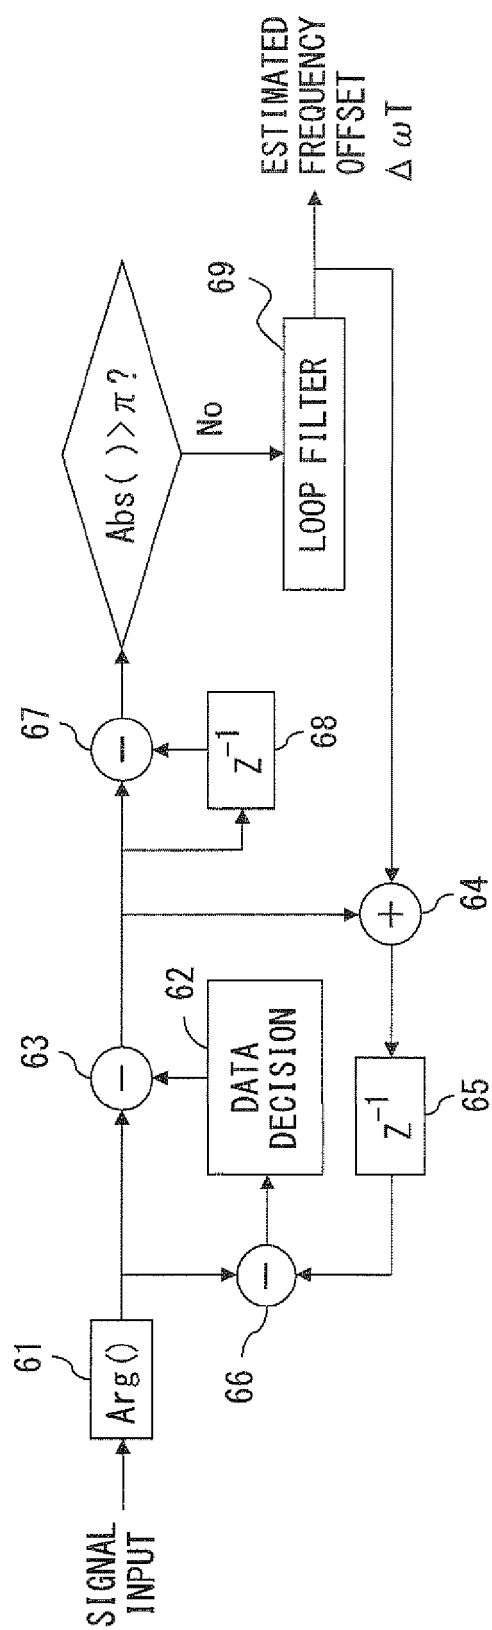 SIGNAL
INPUT
61
Arg()
66
63
62
DATA
DECISION
65
Z⁻¹
64
+
67
68
Z⁻¹
Abs( )>π?
No
69
LOOP FILTER
ESTIMATED
FREQUENCY
OFFSET
ΔωT